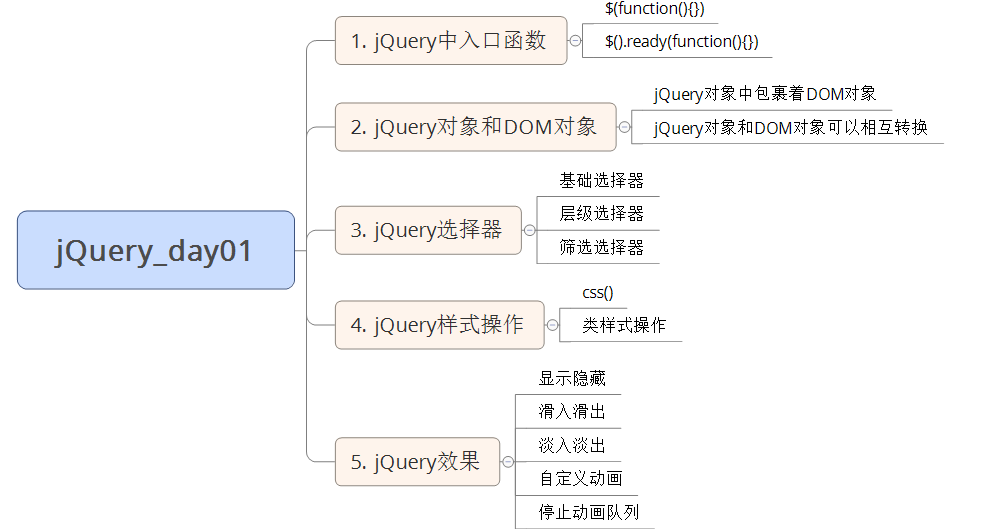 jQuery_day01
1. jQuery中入口函数
$(function(){})
$().ready(function(){})
2. jQuery对象和DOM对象
jQuery对象中包裹着DOM对象
jQuery对象和DOM对象可以相互转换
3. jQuery选择器
基础选择器
层级选择器
筛选选择器
4. jQuery样式操作
css()
类样式操作
5. jQuery效果
显示隐藏
滑入滑出
淡入淡出
自定义动画
停止动画队列